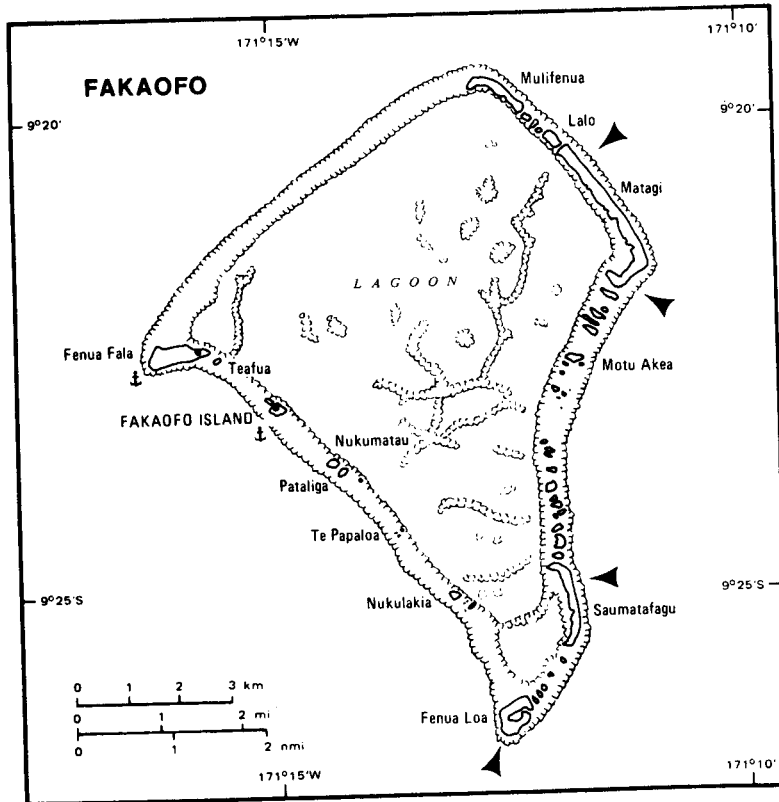 171°15'W
171°10'
FAKAOFO
Mulifenua
9°20'
Lalo
9°20'
Matagi
LAGOON
Fenua Fala
Teafua
Motu Akea
FAKAOFO ISLAND
Nukumatau
Pataliga
Te Papaloa
9°25'S
9°25'S
Nukulakia
Saumatafagu
0 1 2 3 km
0 1 2 mi
0 1 2 nmi
Fenua Loa
171°15'W
171°10'